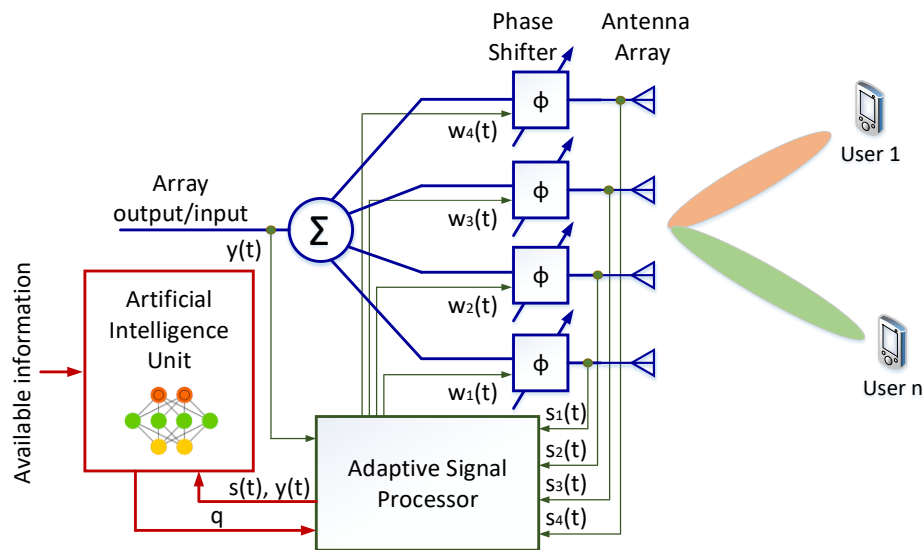 Phase
Shifter
Antenna
Array
ϕ
w₄(t)
User 1
ϕ
w₃(t)
Array
output/input
Σ
y(t)
ϕ
w₂(t)
Available information
Artificial
Intelligence
Unit
ϕ
w₁(t)
User n
s₁(t)
s₂(t)
Adaptive Signal
Processor
s₃(t)
s(t), y(t)
q
s₄(t)